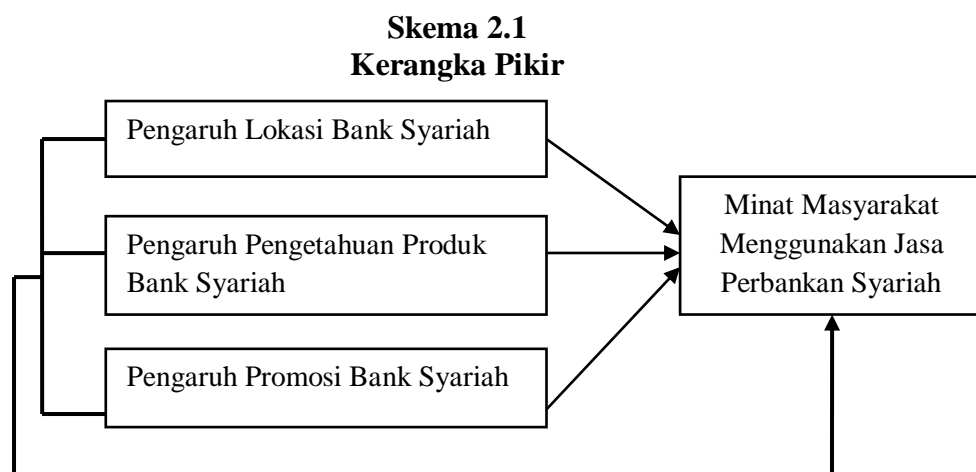 Skema 2.1
Kerangka Pikir
Pengaruh Lokasi Bank Syariah
Pengaruh Pengetahuan Produk
Bank Syariah
Pengaruh Promosi Bank Syariah
Minat Masyarakat
Menggunakan Jasa
Perbankan Syariah